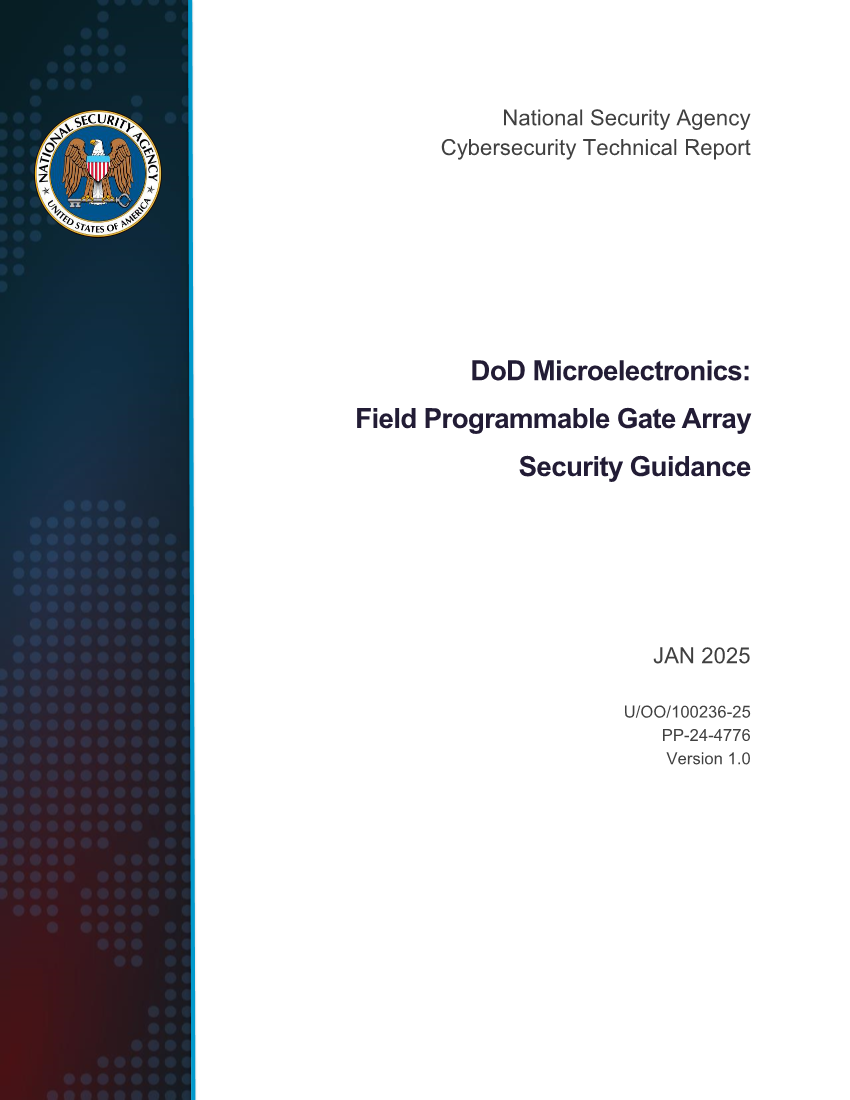 NATIONAL SECURITY AGENCY
UNITED STATES OF AMERICA
National Security Agency
Cybersecurity Technical Report
DoD Microelectronics:
Field Programmable Gate Array
Security Guidance
JAN 2025
U/OO/100236-25
PP-24-4776
Version 1.0